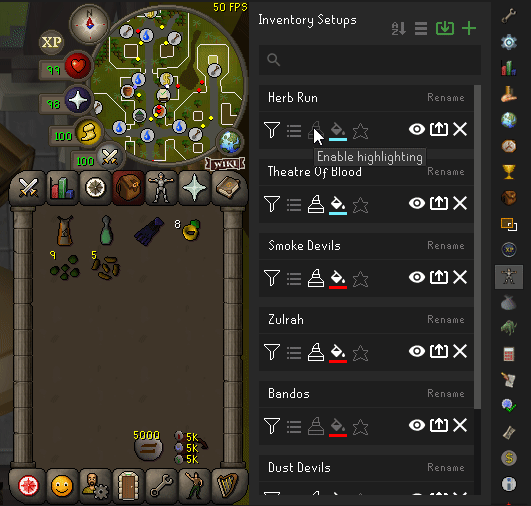 50 FPS
XP
99
98
100
100
WIKI
8
9
5
5000
5K
5K
5K
Inventory Setups
Herb Run Rename
Enable highlighting
Theatre Of Blood Rename
Smoke Devils Rename
Zulrah Rename
Bandos Rename
Dust Devils Rename